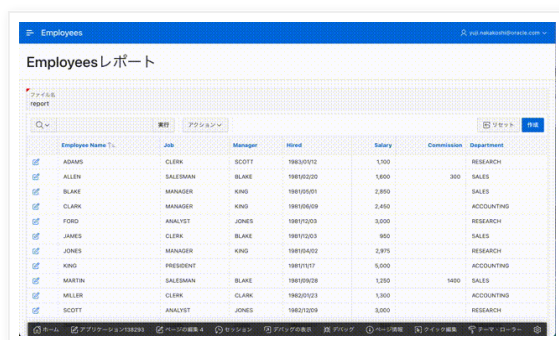 Employees
yuji.nakakoshi@oracle.com
Employeesレポート
ファイル名
report
実行 アクション リセット 作成
Employee Name Job Manager Hired Salary Commission Department
ADAMS CLERK SCOTT 1983/01/12 1,100 RESEARCH
ALLEN SALESMAN BLAKE 1981/02/20 1,600 300 SALES
BLAKE MANAGER KING 1981/05/01 2,850 SALES
CLARK MANAGER KING 1981/06/09 2,450 ACCOUNTING
FORD ANALYST JONES 1981/12/03 3,000 RESEARCH
JAMES CLERK BLAKE 1981/12/03 950 SALES
JONES MANAGER KING 1981/04/02 2,975 RESEARCH
KING PRESIDENT 1981/11/17 5,000 ACCOUNTING
MARTIN SALESMAN BLAKE 1981/09/28 1,250 1400 SALES
MILLER CLERK CLARK 1982/01/23 1,300 ACCOUNTING
SCOTT ANALYST JONES 1982/12/09 3,000 RESEARCH
ホーム アプリケーション138293 ページの編集 4 セッション デバッグの表示 デバッグ ページ情報 クイック編集 テーマ・ローラー